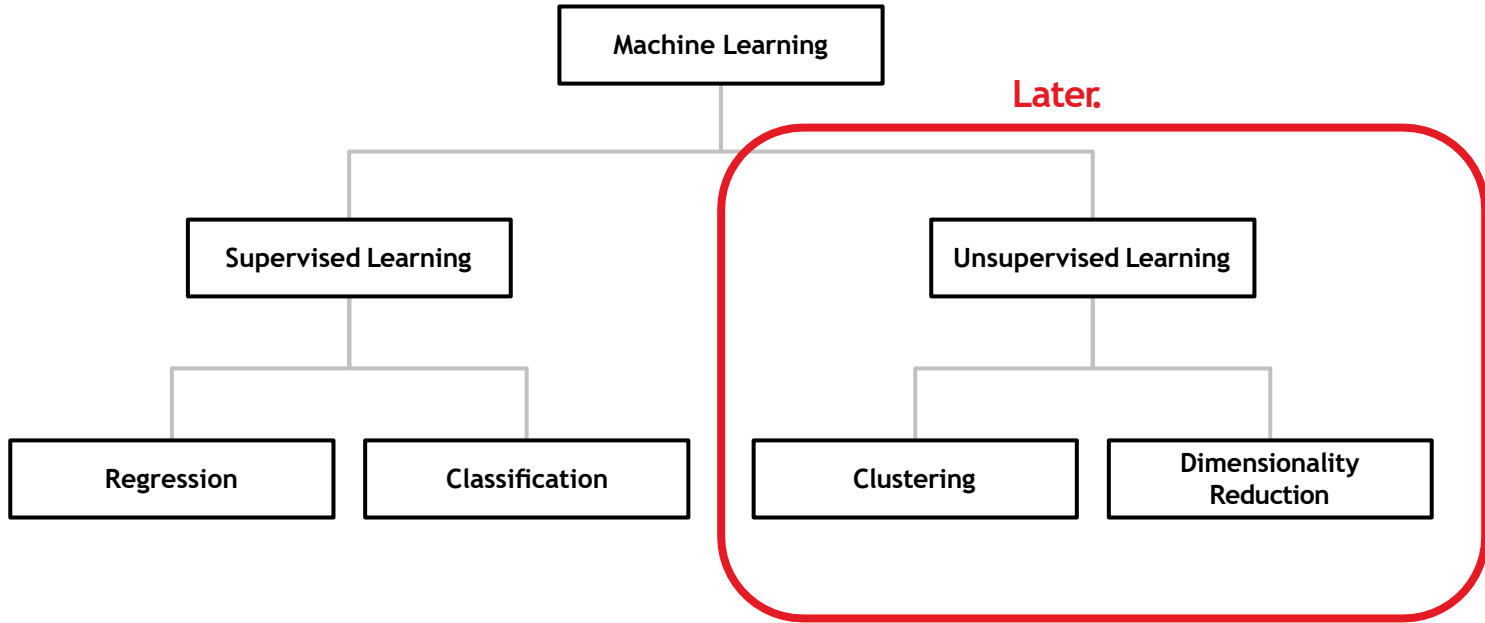 Machine Learning
Later.
Supervised Learning
Unsupervised Learning
Regression
Classification
Clustering
Dimensionality
Reduction